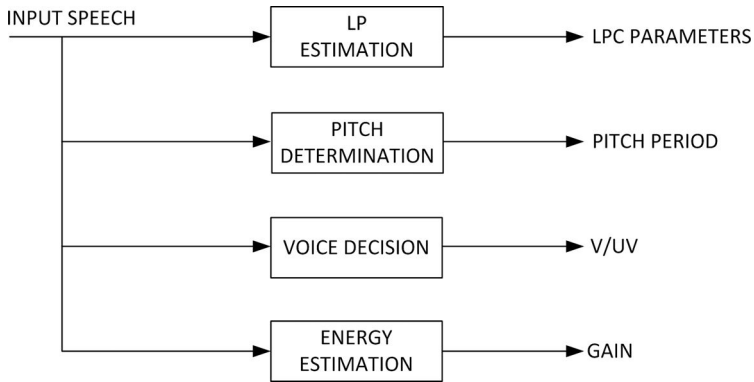 INPUT SPEECH
LP
ESTIMATION
LPC PARAMETERS
PITCH
DETERMINATION
PITCH PERIOD
VOICE DECISION
V/UV
ENERGY
ESTIMATION
GAIN